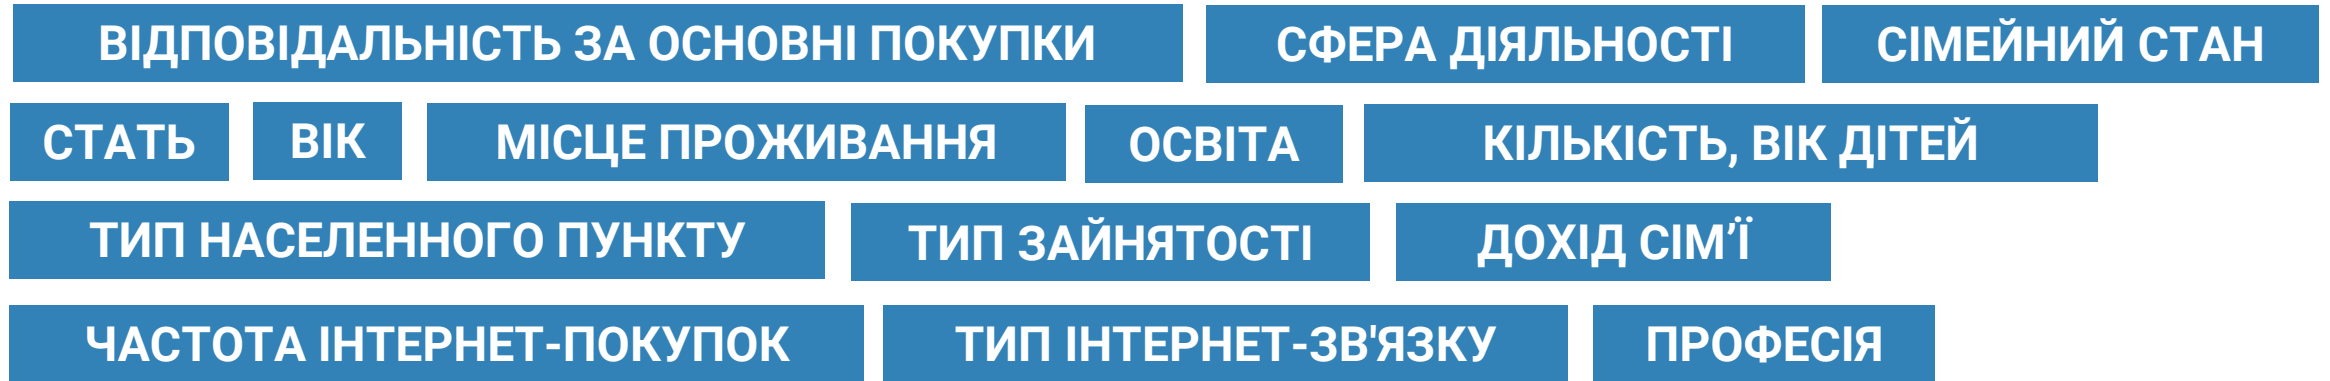 ВІДПОВІДАЛЬНІСТЬ ЗА ОСНОВНІ ПОКУПКИ СФЕРА ДІЯЛЬНОСТІ СІМЕЙНИЙ СТАН
СТАТЬ ВІК МІСЦЕ ПРОЖИВАННЯ ОСВІТА КІЛЬКІСТЬ, ВІК ДІТЕЙ
ТИП НАСЕЛЕННОГО ПУНКТУ ТИП ЗАЙНЯТОСТІ ДОХІД СІМ’Ї
ЧАСТОТА ІНТЕРНЕТ-ПОКУПОК ТИП ІНТЕРНЕТ-ЗВ'ЯЗКУ ПРОФЕСІЯ